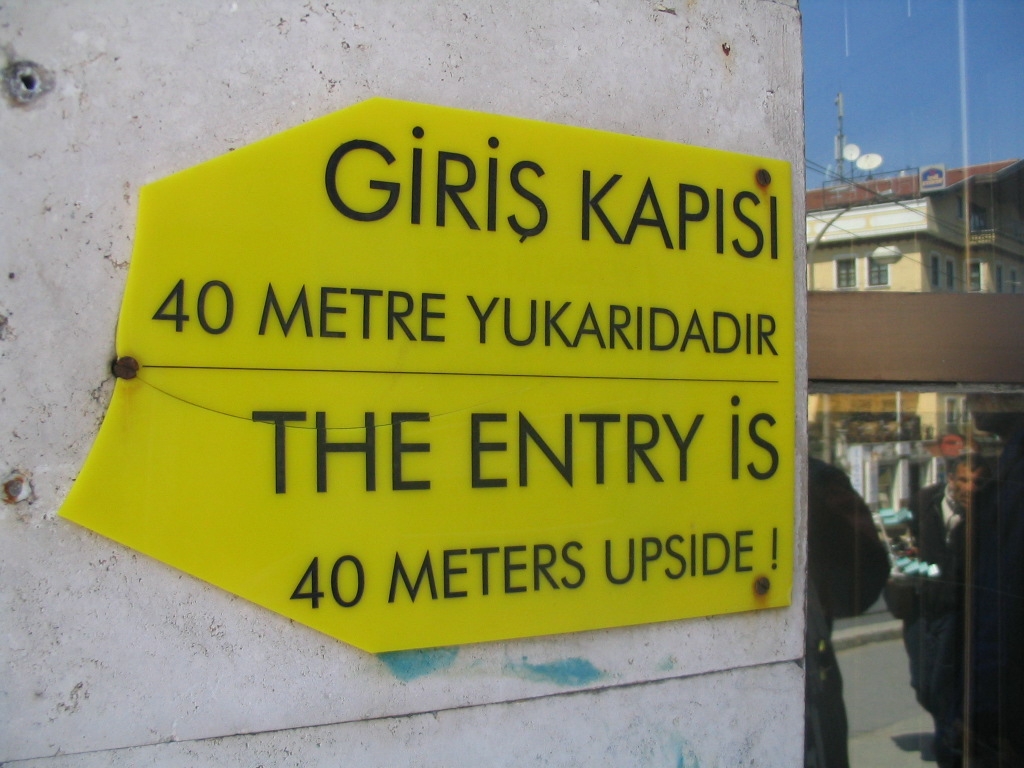 GİRİŞ KAPISI
40 METRE YUKARIDADIR
THE ENTRY İS
40 METERS UPSIDE !